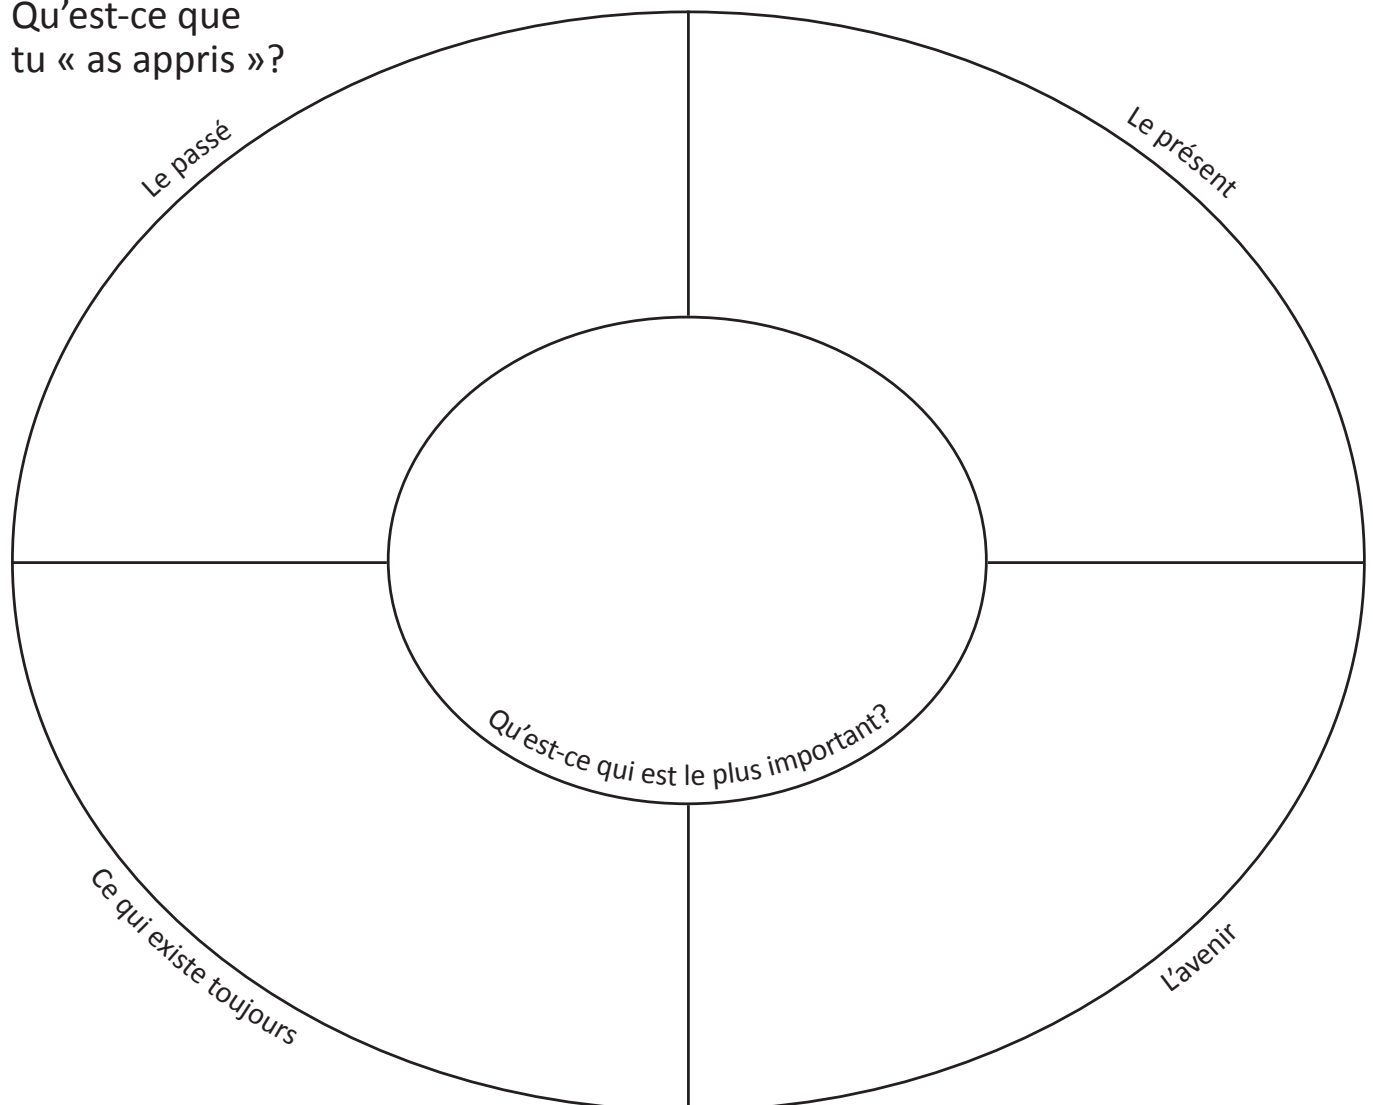 Qu’est-ce que
tu « as appris »?
Le passé
Le présent
Qu’est-ce qui est le plus important?
Ce qui existe toujours
L’avenir